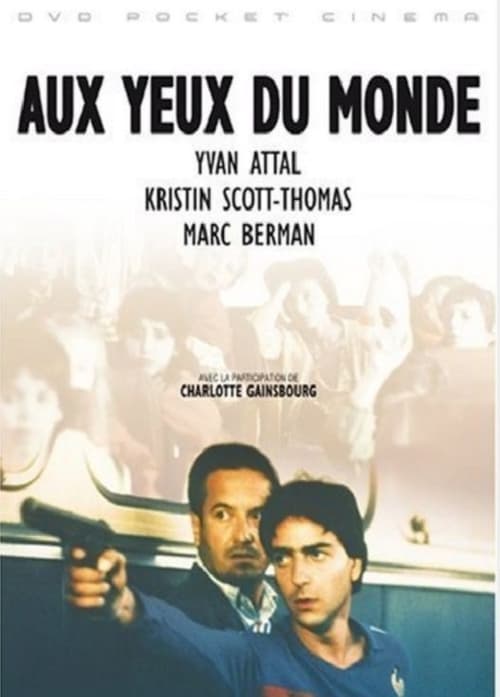 DVD POCKET CINEMA
AUX YEUX DU MONDE
YVAN ATTAL
KRISTIN SCOTT-THOMAS
MARC BERMAN
AVEC LA PARTICIPATION DE
CHARLOTTE GAINSBOURG